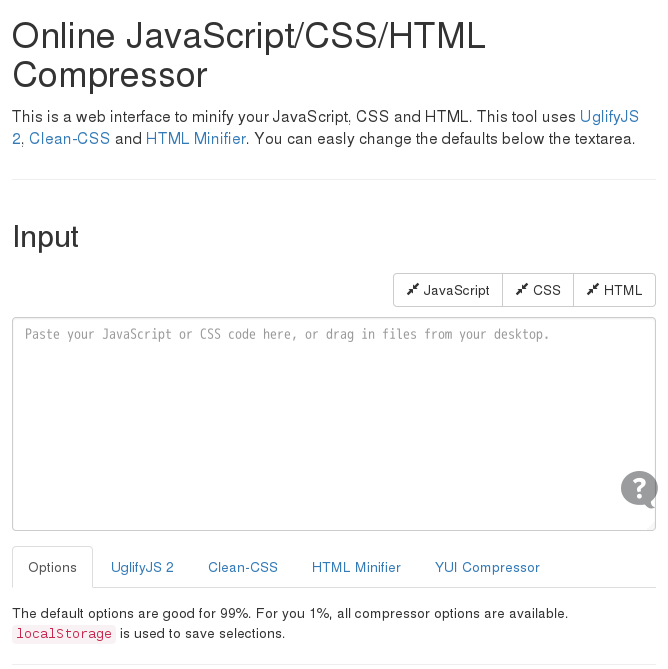 Online JavaScript/CSS/HTML
Compressor
This is a web interface to minify your JavaScript, CSS and HTML. This tool uses UglifyJS
2, Clean-CSS and HTML Minifier. You can easly change the defaults below the textarea.
Input
JavaScript CSS HTML
Paste your JavaScript or CSS code here, or drag in files from your desktop.
?
Options UglifyJS 2 Clean-CSS HTML Minifier YUI Compressor
The default options are good for 99%. For you 1%, all compressor options are available.
localStorage is used to save selections.